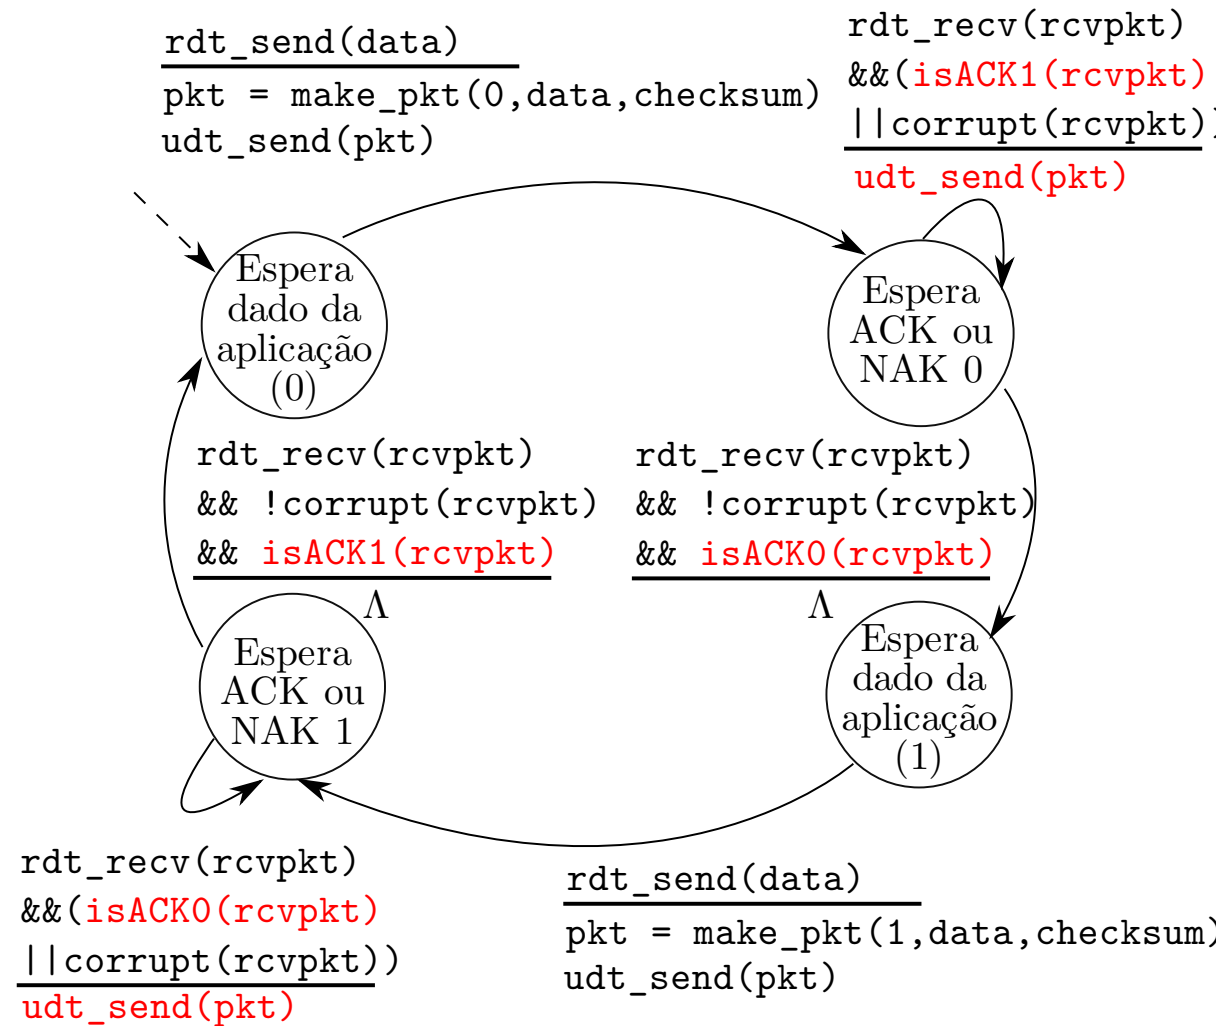 rdt_send(data)
pkt = make_pkt(0,data,checksum)
udt_send(pkt)
rdt_recv(rcvpkt)
&&(isACK1(rcvpkt)
||corrupt(rcvpkt))
udt_send(pkt)
Espera
dado da
aplicação
(0)
Espera
ACK ou
NAK 0
rdt_recv(rcvpkt)
&& !corrupt(rcvpkt)
&& isACK1(rcvpkt)
Λ
rdt_recv(rcvpkt)
&& !corrupt(rcvpkt)
&& isACK0(rcvpkt)
Λ
Espera
ACK ou
NAK 1
Espera
dado da
aplicação
(1)
rdt_recv(rcvpkt)
&&(isACK0(rcvpkt)
||corrupt(rcvpkt))
udt_send(pkt)
rdt_send(data)
pkt = make_pkt(1,data,checksum)
udt_send(pkt)